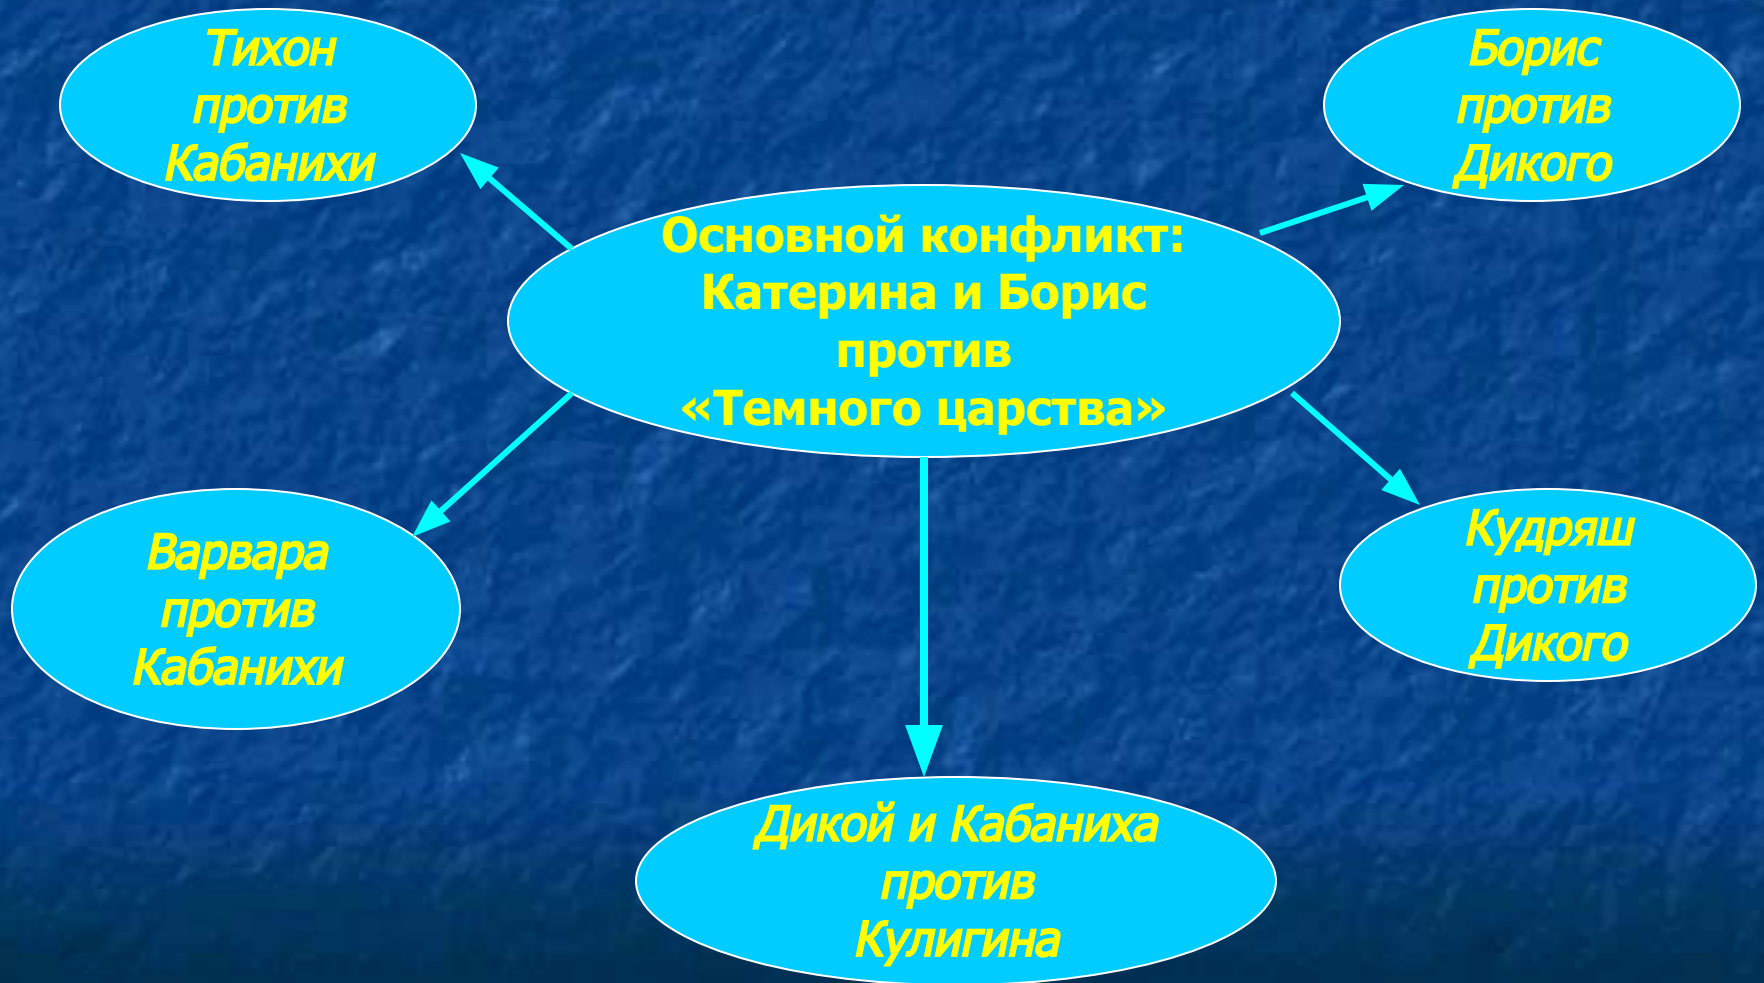 Тихон
против
Кабанихи
Борис
против
Дикого
Основной конфликт:
Катерина и Борис
против
«Темного царства»
Варвара
против
Кабанихи
Кудряш
против
Дикого
Дикой и Кабаниха
против
Кулигина